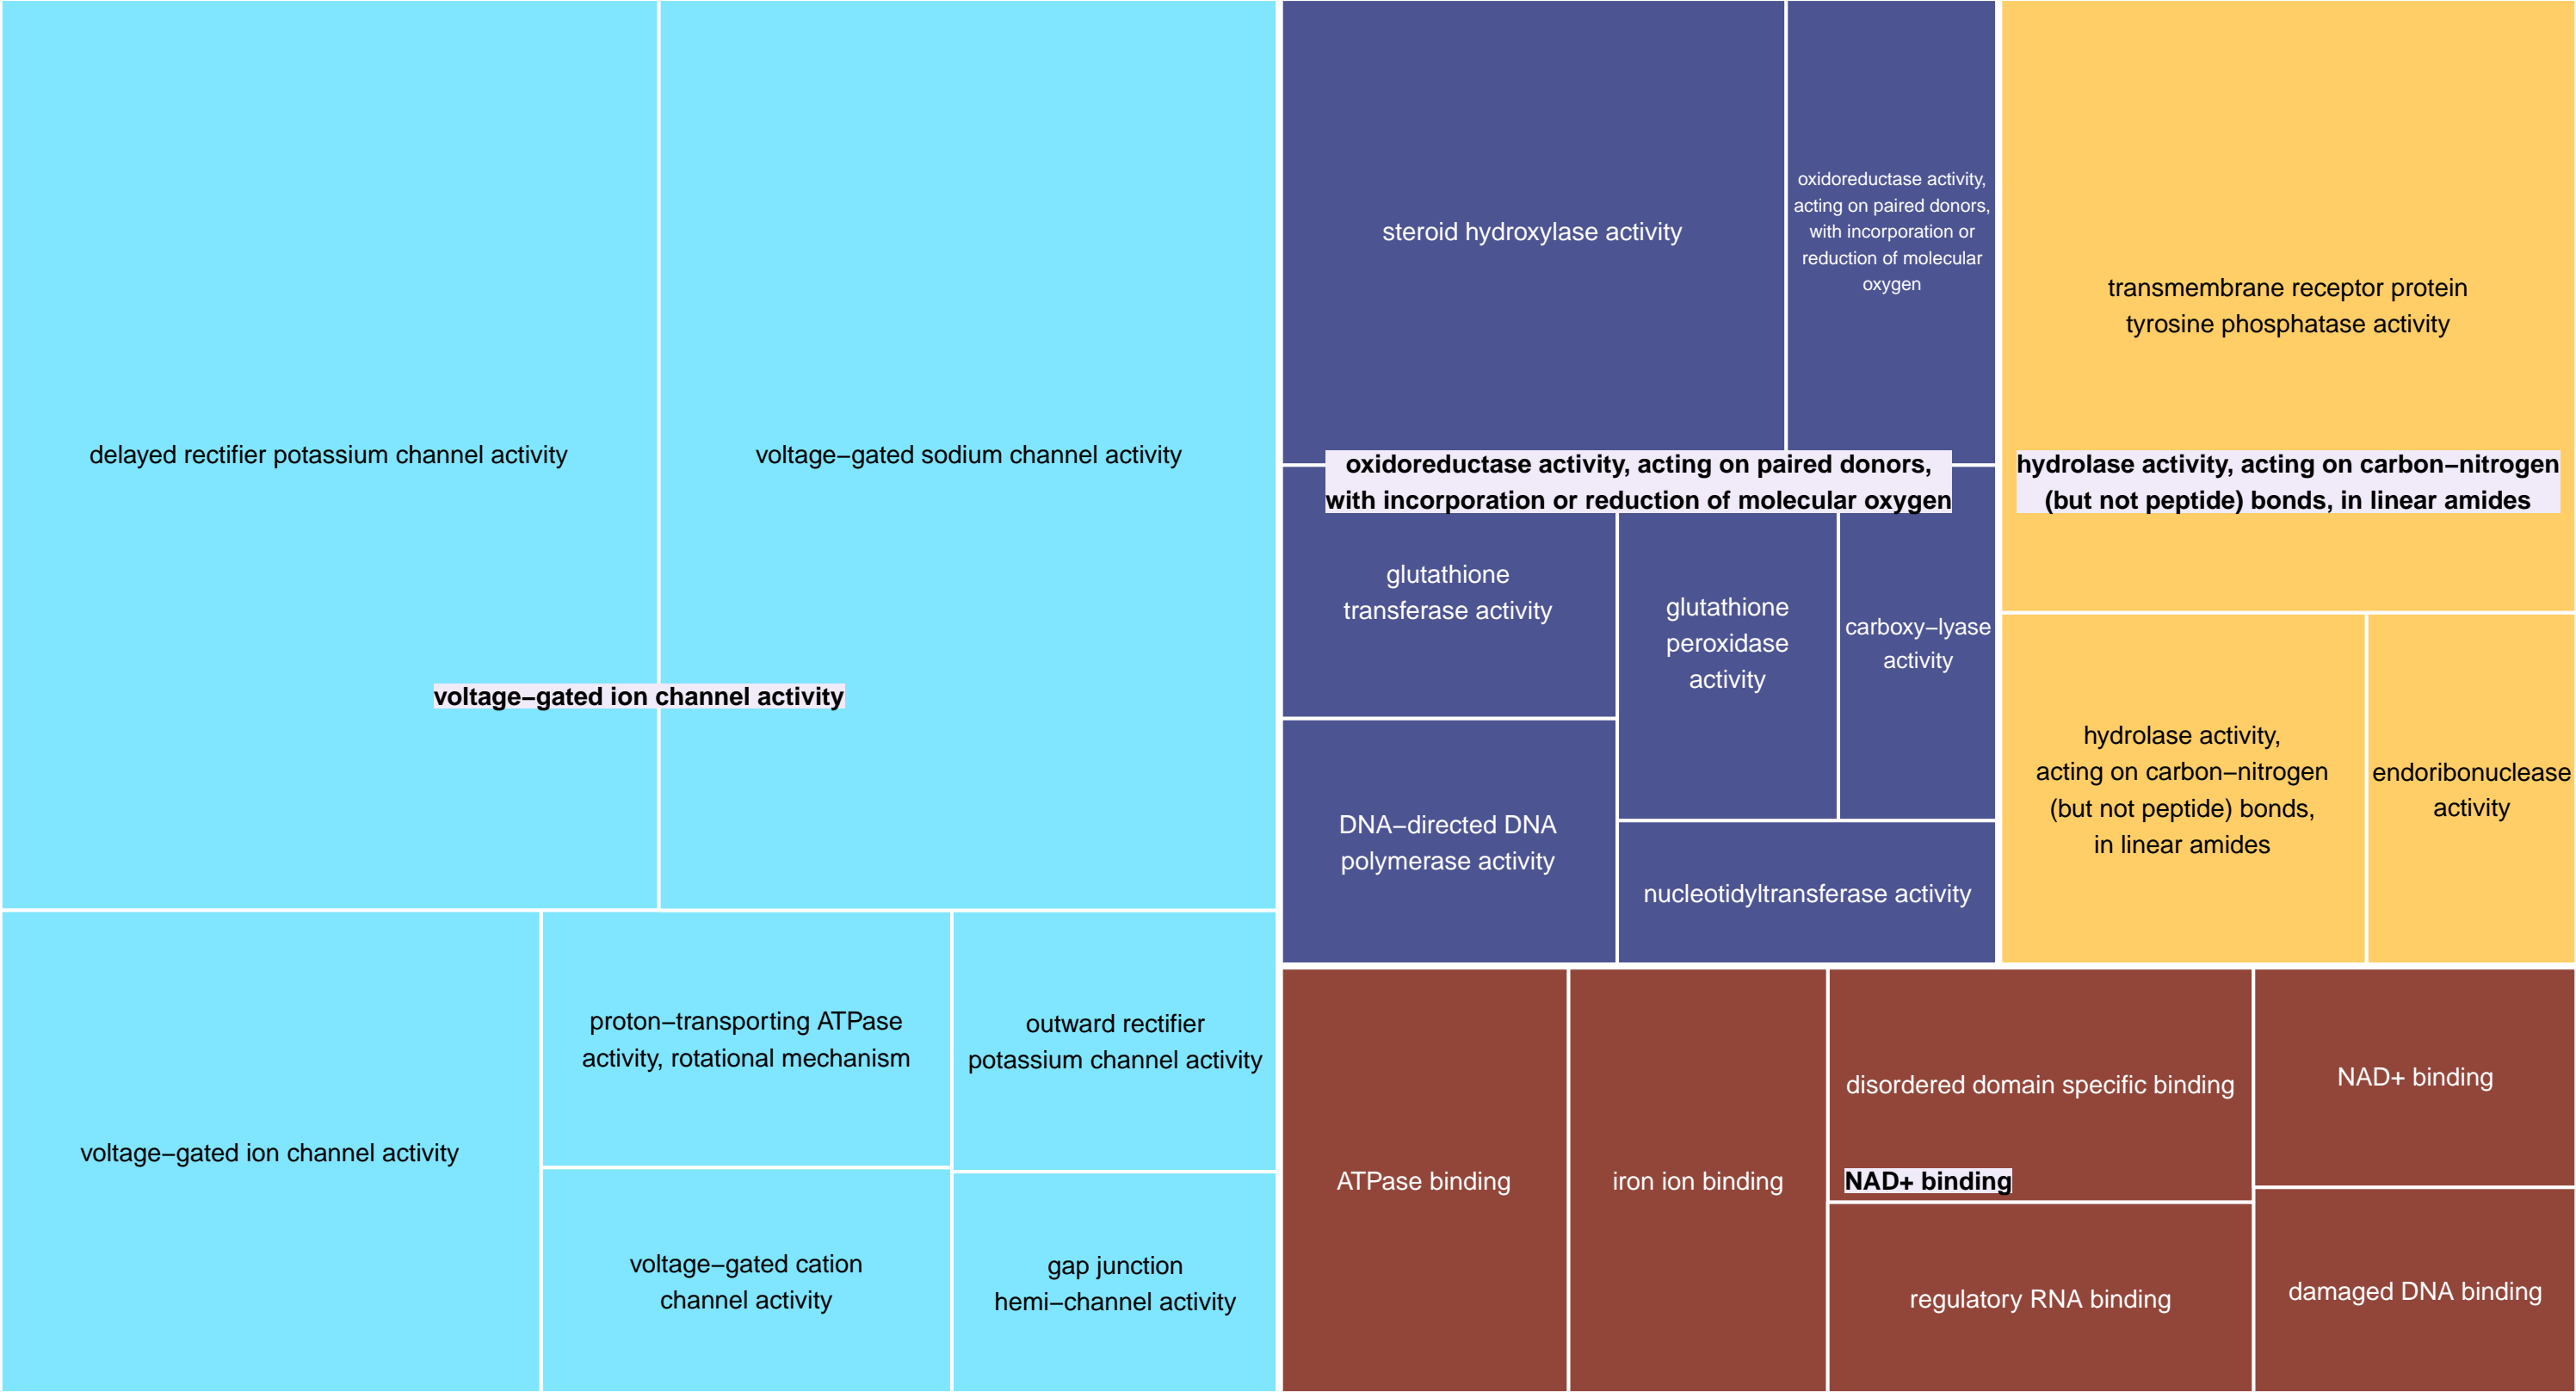 delayed rectifier potassium channel activity
voltage−gated sodium channel activity
voltage−gated ion channel activity
voltage−gated ion channel activity
proton−transporting ATPase
activity, rotational mechanism
outward rectifier
potassium channel activity
voltage−gated cation
channel activity
gap junction
hemi−channel activity
steroid hydroxylase activity
oxidoreductase activity,
acting on paired donors,
with incorporation or
reduction of molecular
oxygen
oxidoreductase activity, acting on paired donors,
with incorporation or reduction of molecular oxygen
glutathione
transferase activity
glutathione
peroxidase
activity
carboxy−lyase
activity
DNA−directed DNA
polymerase activity
nucleotidyltransferase activity
transmembrane receptor protein
tyrosine phosphatase activity
hydrolase activity, acting on carbon−nitrogen
(but not peptide) bonds, in linear amides
hydrolase activity,
acting on carbon−nitrogen
(but not peptide) bonds,
in linear amides
endoribonuclease
activity
ATPase binding
iron ion binding
disordered domain specific binding
NAD+ binding
NAD+ binding
regulatory RNA binding
damaged DNA binding